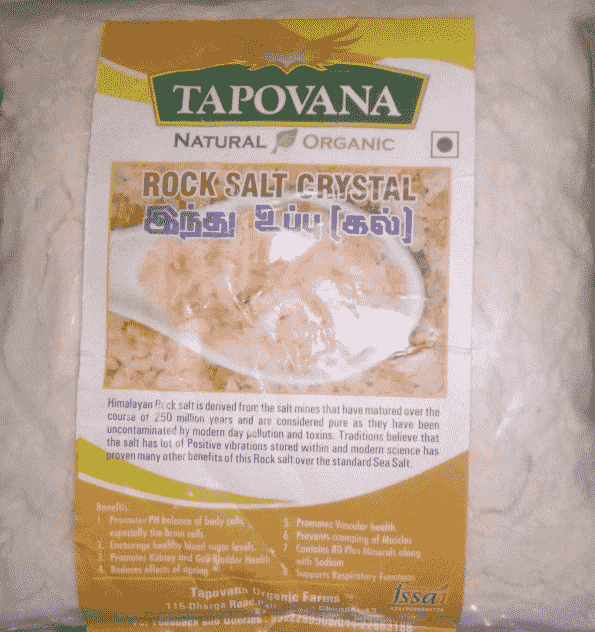 TAPOVANA
NATURAL ORGANIC
ROCK SALT CRYSTAL
இந்து உப்பு (கல்)
Himalayan Rock salt is derived from the salt mines that have matured over the
course of 250 million years and are considered pure as they have been
uncontaminated by modern day pollution and toxins. Traditions believe that
the salt has lot of Positive vibrations stored within and modern science has
proven many other benefits of this Rock salt over the standard Sea Salt.
Benefits:
1. Promotes PH balance of body cells
especially the brain cells
2. Encourage healthy blood sugar levels
3. Promotes Kidney and Gall Bladder Health
4. Reduces effects of ageing
5. Promotes Vascular health
6. Prevents cramping of Muscles
7. Contains 80 Plus Minerals along
with Sodium
8. Supports Respiratory Function
Tapovana Organic Farms
115-Dharga Road,
fssai